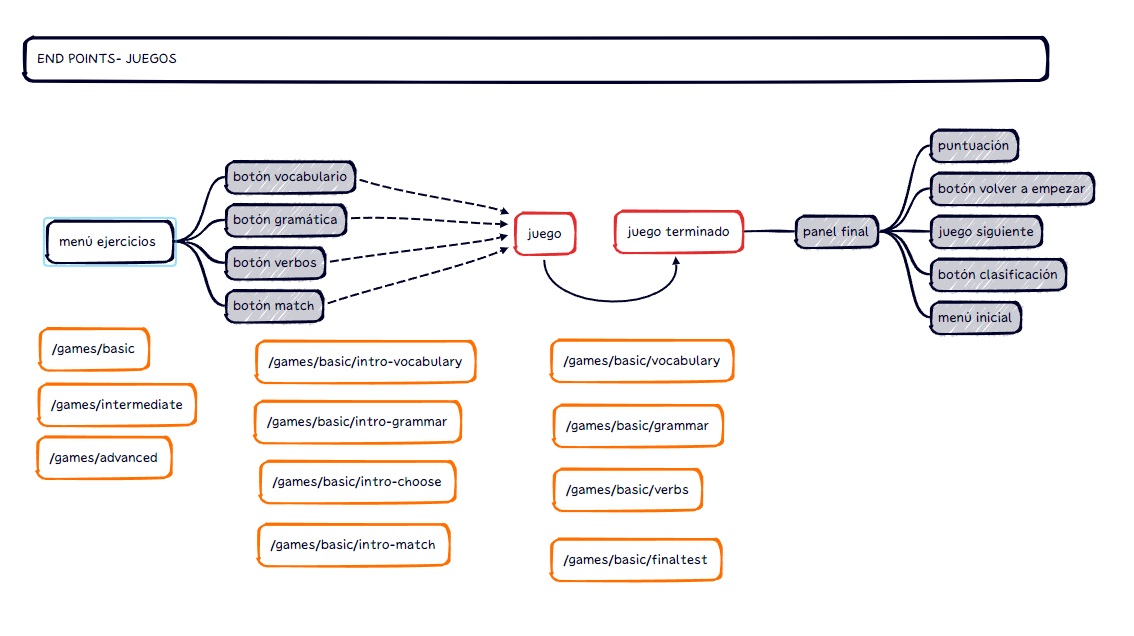 END POINTS- JUEGOS
menú ejercicios
botón vocabulario
botón gramática
botón verbos
botón match
juego
juego terminado
panel final
puntuación
botón volver a empezar
juego siguiente
botón clasificación
menú inicial
/games/basic
/games/intermediate
/games/advanced
/games/basic/intro-vocabulary
/games/basic/intro-grammar
/games/basic/intro-choose
/games/basic/intro-match
/games/basic/vocabulary
/games/basic/grammar
/games/basic/verbs
/games/basic/finaltest